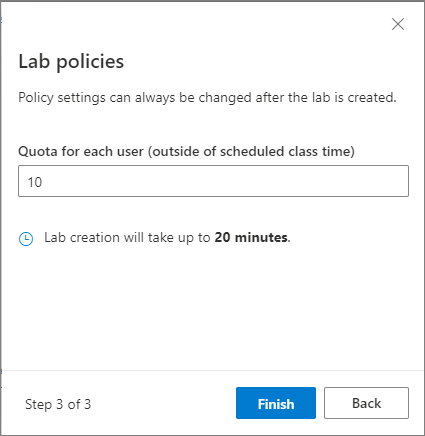 Lab policies
Policy settings can always be changed after the lab is created.
Quota for each user (outside of scheduled class time)
10
Lab creation will take up to 20 minutes.
Step 3 of 3
Finish
Back